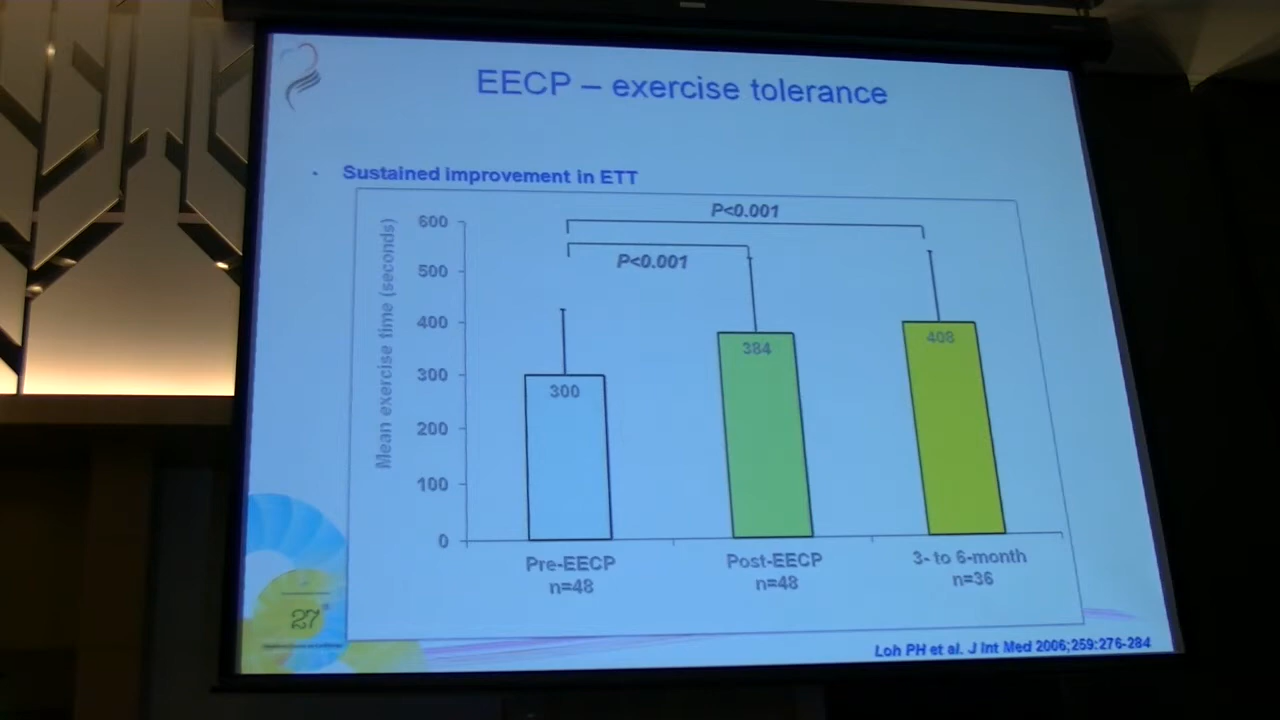 EECP – exercise tolerance
• Sustained improvement in ETT
Mean exercise time (seconds)
600
500
400
300
200
100
0
P<0.001
P<0.001
300
384
408
Pre-EECP
n=48
Post-EECP
n=48
3- to 6-month
n=36
27
Loh PH et al. J Int Med 2006;259:276-284